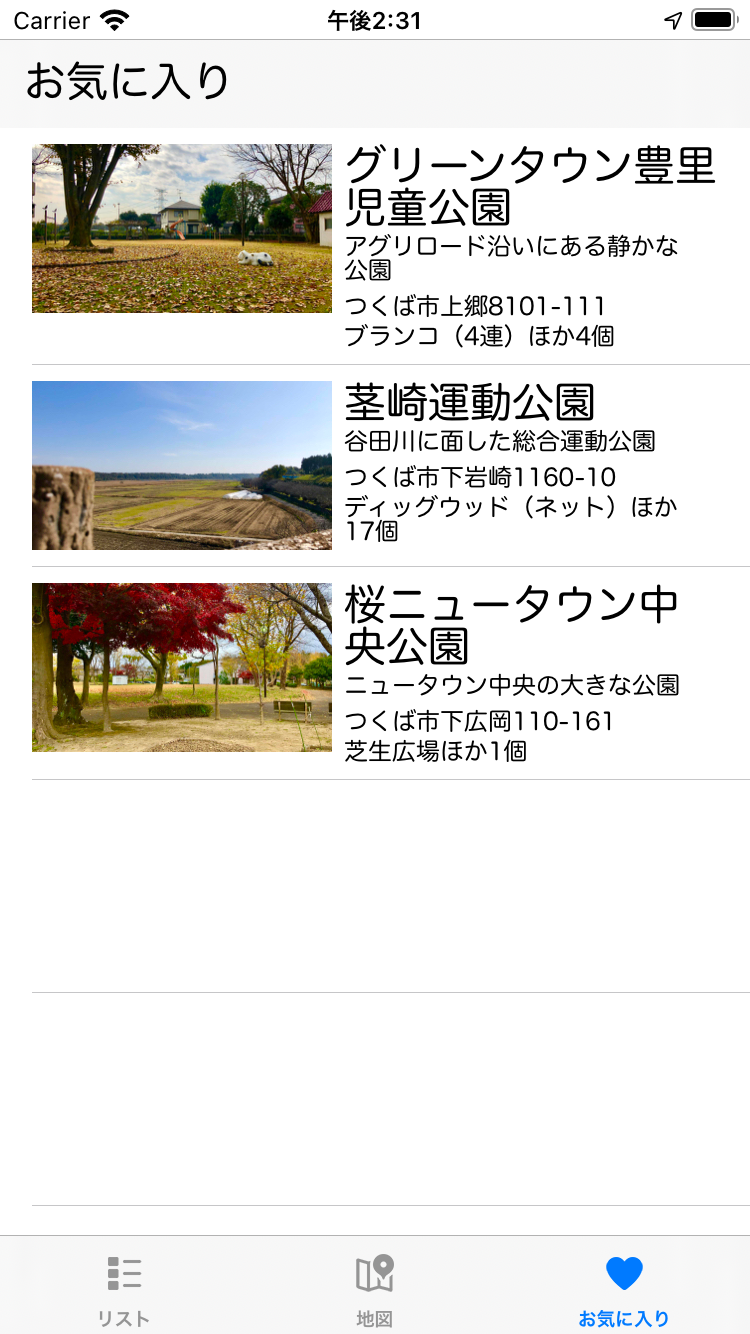 Carrier 午後2:31
お気に入り
グリーンタウン豊里
児童公園
アグリロード沿いにある静かな
公園
つくば市上郷8101-111
ブランコ（4連）ほか4個
茎崎運動公園
谷田川に面した総合運動公園
つくば市下岩崎1160-10
ディッグウッド（ネット）ほか
17個
桜ニュータウン中
央公園
ニュータウン中央の大きな公園
つくば市下広岡110-161
芝生広場ほか1個
リスト 地図 お気に入り